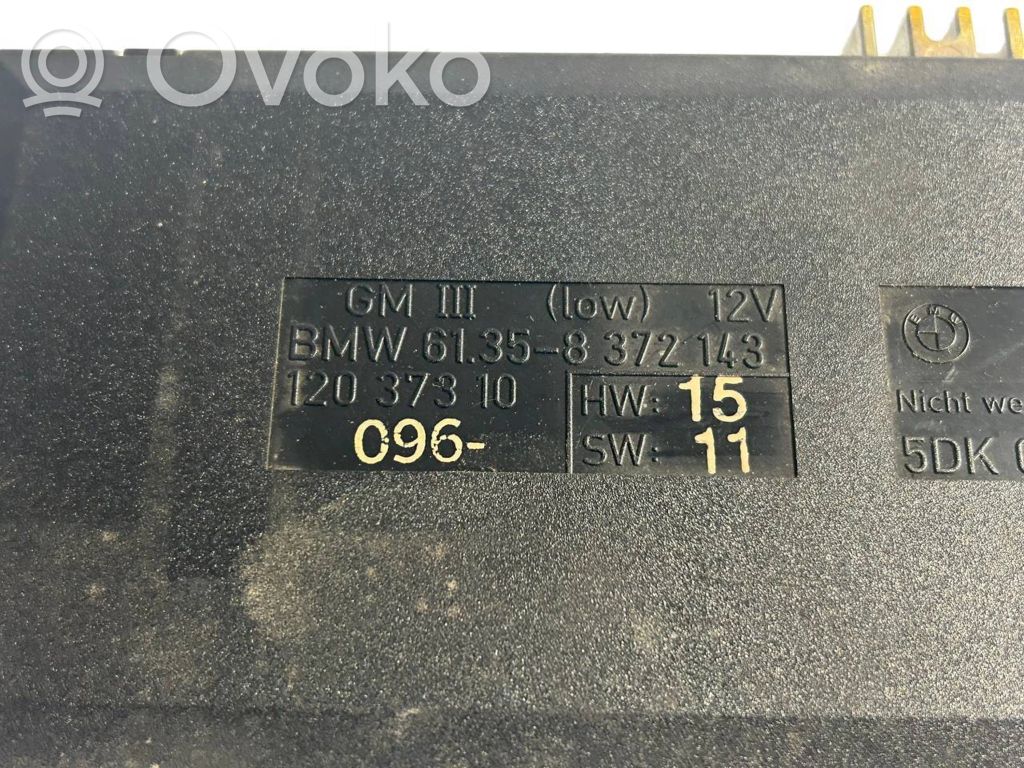 Ovoko
GM III (low) 12V
BMW 61.35-8 372 143
120 373 10
096-
HW: 15
SW: 11
BMW
Nicht we
5DK